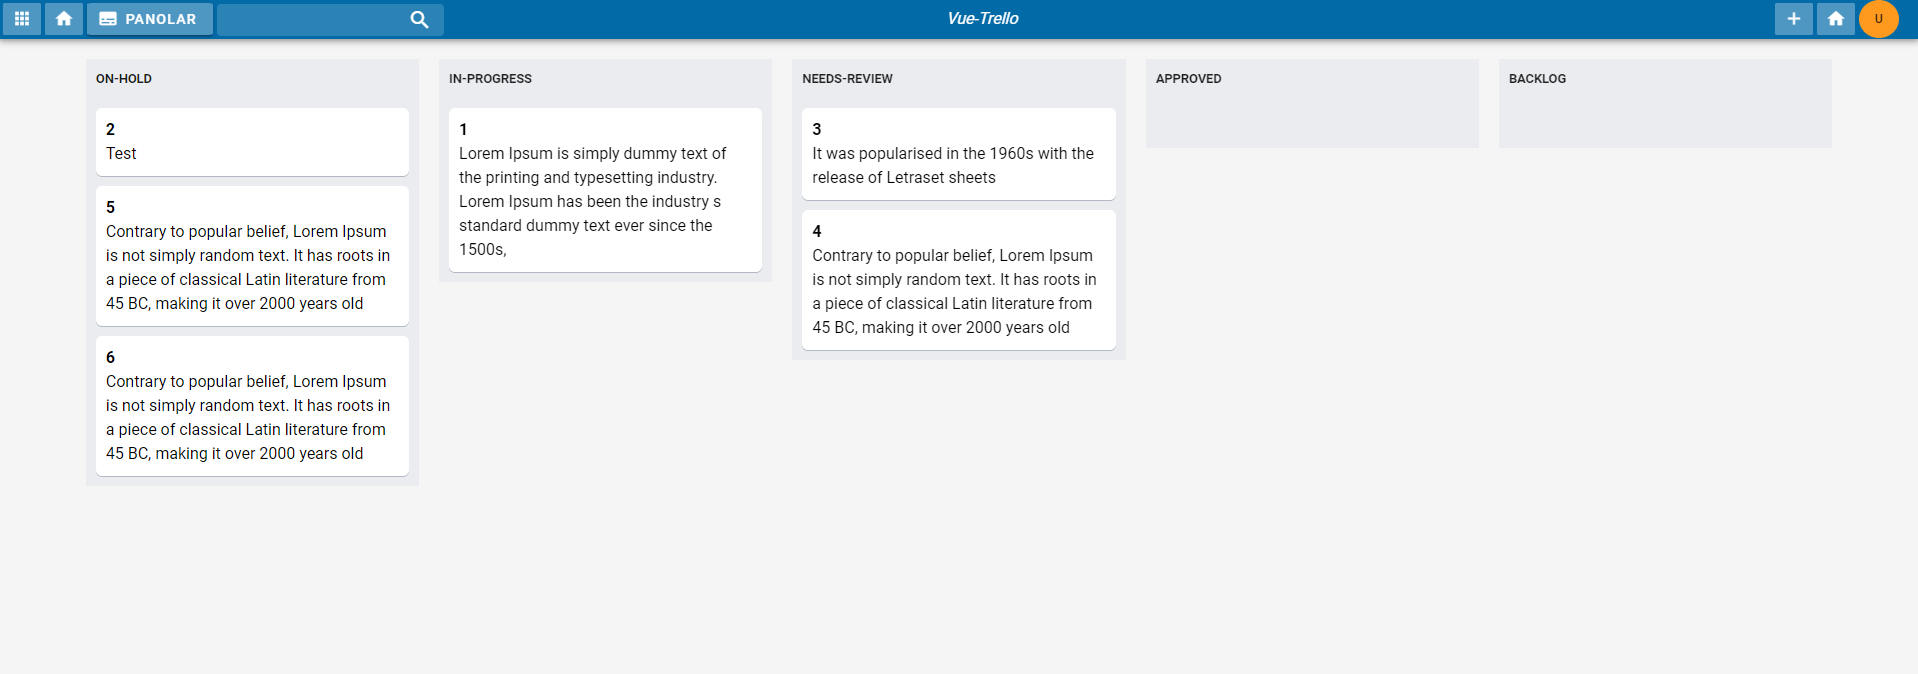 PANOLAR
Vue-Trello
U
ON-HOLD
2
Test
5
Contrary to popular belief, Lorem Ipsum
is not simply random text. It has roots in
a piece of classical Latin literature from
45 BC, making it over 2000 years old
6
Contrary to popular belief, Lorem Ipsum
is not simply random text. It has roots in
a piece of classical Latin literature from
45 BC, making it over 2000 years old
IN-PROGRESS
1
Lorem Ipsum is simply dummy text of
the printing and typesetting industry.
Lorem Ipsum has been the industry s
standard dummy text ever since the
1500s,
NEEDS-REVIEW
3
It was popularised in the 1960s with the
release of Letraset sheets
4
Contrary to popular belief, Lorem Ipsum
is not simply random text. It has roots in
a piece of classical Latin literature from
45 BC, making it over 2000 years old
APPROVED
BACKLOG